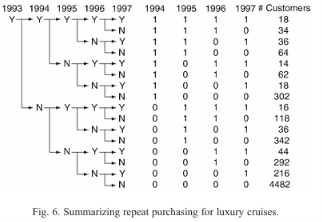 1993 1994 1995 1996 1997 1994 1995 1996 1997 # Customers
Y Y Y Y Y 1 1 1 1 18
N 1 1 1 0 34
N Y 1 1 0 1 36
N 1 1 0 0 64
N Y Y 1 0 1 1 14
N 1 0 1 0 62
N Y 1 0 0 1 18
N 1 0 0 0 302
N Y Y Y 0 1 1 1 16
N 0 1 1 0 118
N Y 0 1 0 1 36
N 0 1 0 0 342
N Y Y 0 0 1 1 44
N 0 0 1 0 292
N Y 0 0 0 1 216
N 0 0 0 0 4482
Fig. 6. Summarizing repeat purchasing for luxury cruises.